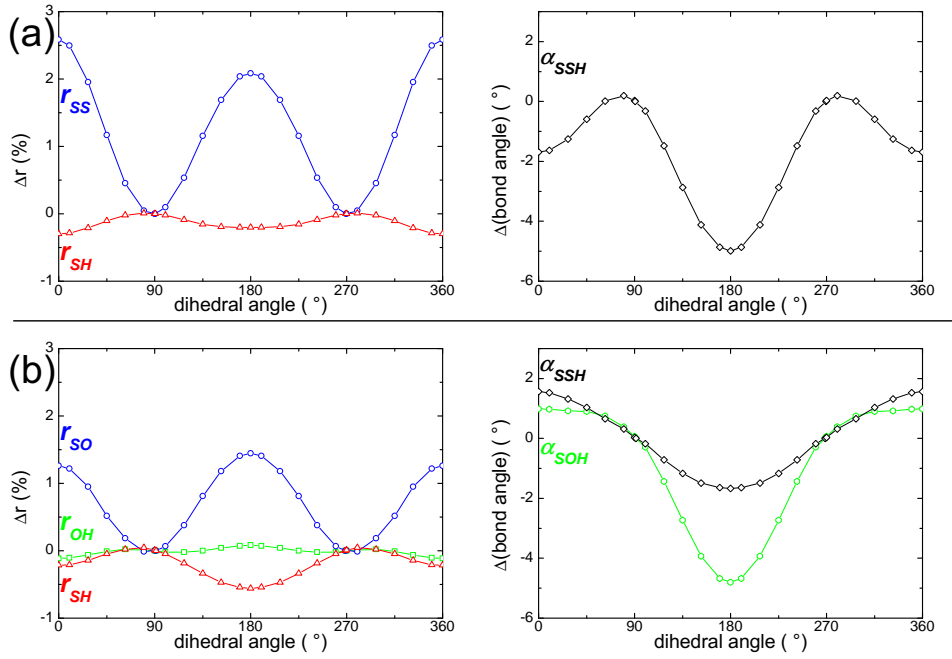 (a)
3
2
1
0
-1
Δr (%)
r_SS
r_SH
0 90 180 270 360
dihedral angle ( °)
2
0
-2
-4
-6
Δ(bond angle) ( °)
α_SSH
0 90 180 270 360
dihedral angle ( °)
(b)
3
2
1
0
-1
Δr (%)
r_SO
r_OH
r_SH
0 90 180 270 360
dihedral angle ( °)
2
0
-2
-4
-6
Δ(bond angle) ( °)
α_SSH
α_SOH
0 90 180 270 360
dihedral angle ( °)